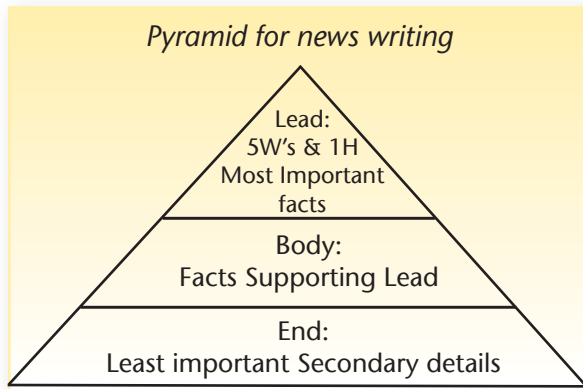 Pyramid for news writing
Lead:
5W's & 1H
Most Important
facts
Body:
Facts Supporting Lead
End:
Least important Secondary details